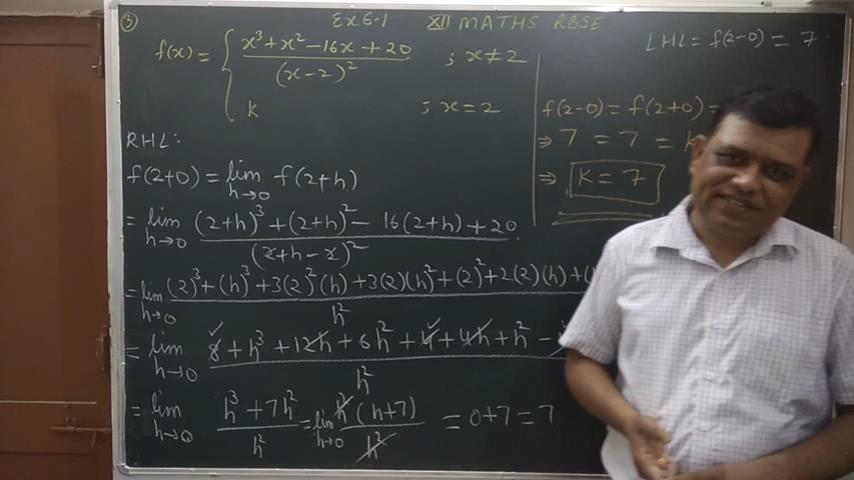 ③ Ex 6.1 XII MATHS RBSE
f(x) = { x³+x²-16x+20 / (x-2)² ; x≠2
k ; x=2
RHL:
f(2+0) = lim h→0 f(2+h)
= lim h→0 (2+h)³+(2+h)²-16(2+h)+20 / (2+h-2)²
= lim h→0 (2)³+(h)³+3(2)²(h)+3(2)(h)²+(2)²+2(2)(h)+( / h²
= lim h→0 8+h³+12h+6h²+4+4h+h²- / h²
= lim h→0 h³+7h² / h² = lim h→0 h²(h+7) / h² = 0+7=7
LHL = f(2-0) = 7.
f(2-0) = f(2+0) =
⇒ 7 = 7 = k
⇒ k = 7